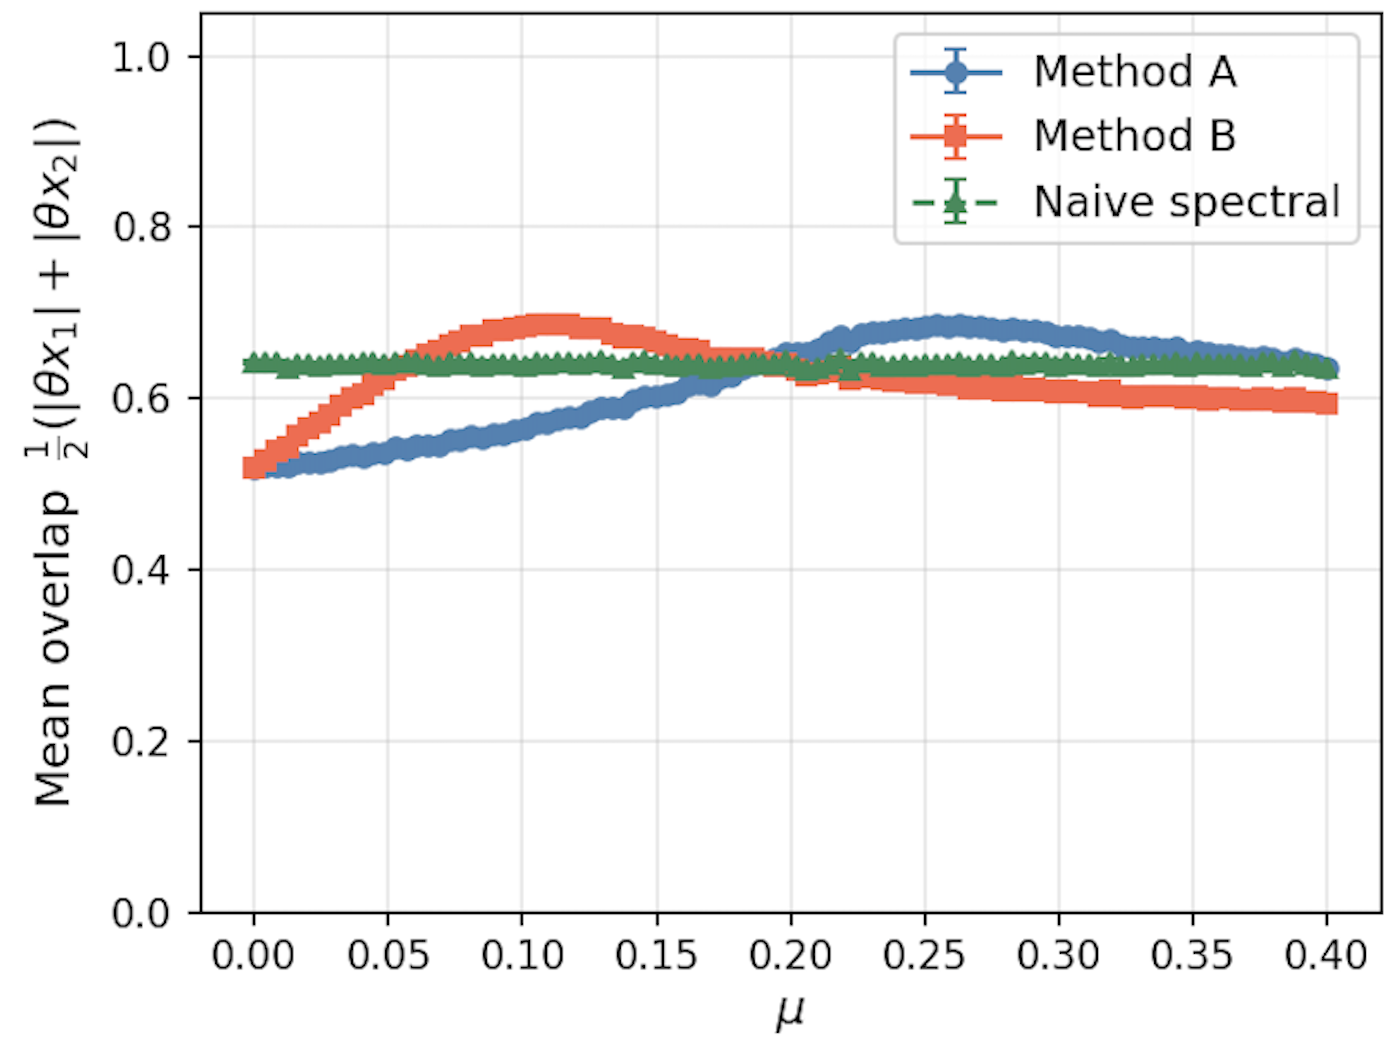 1.0
0.8
0.6
0.4
0.2
0.0
Mean overlap ½(|θx₁| + |θx₂|)
Method A
Method B
Naive spectral
0.00 0.05 0.10 0.15 0.20 0.25 0.30 0.35 0.40
μ